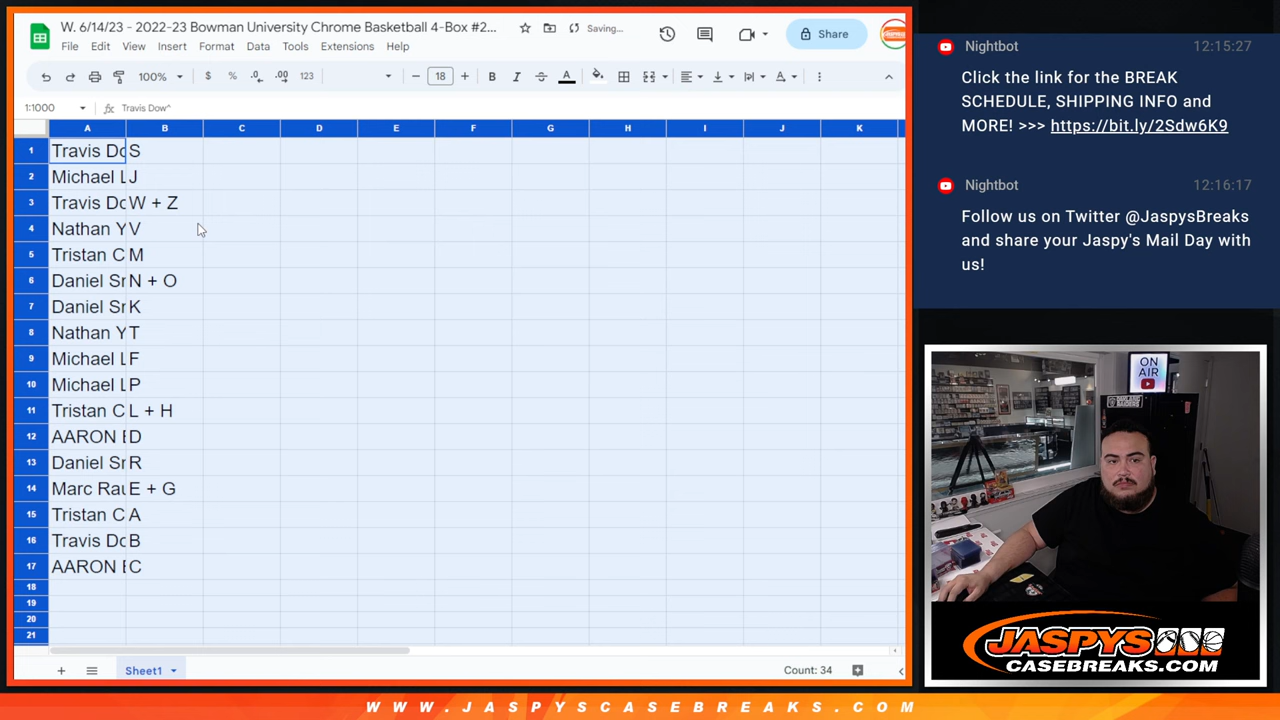 W. 6/14/23 - 2022-23 Bowman University Chrome Basketball 4-Box #2...
Saving...
File Edit View Insert Format Data Tools Extensions Help
Share
100% $ % .0 .00 123 18 B I A
1:1000 fx Travis Dow^
A B C D E F G H I J K
1 Travis Do S
2 Michael L J
3 Travis Do W + Z
4 Nathan Y V
5 Tristan C M
6 Daniel Sr N + O
7 Daniel Sr K
8 Nathan Y T
9 Michael L F
10 Michael L P
11 Tristan C L + H
12 AARON D
13 Daniel Sr R
14 Marc Rau E + G
15 Tristan C A
16 Travis Do B
17 AARON C
18
19
20
21
Sheet1
Count: 34
Nightbot 12:15:27
Click the link for the BREAK
SCHEDULE, SHIPPING INFO and
MORE! >>> https://bit.ly/2Sdw6K9
Nightbot 12:16:17
Follow us on Twitter @JaspysBreaks
and share your Jaspy's Mail Day with
us!
ON
AIR
JASPYS
CASEBREAKS.COM
WWW.JASPYSCASEBREAKS.COM